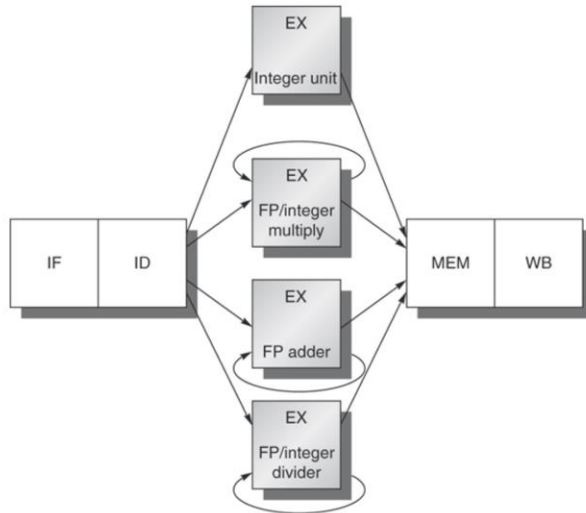 EX
Integer unit
EX
FP/integer
multiply
IF
ID
MEM
WB
EX
FP adder
EX
FP/integer
divider